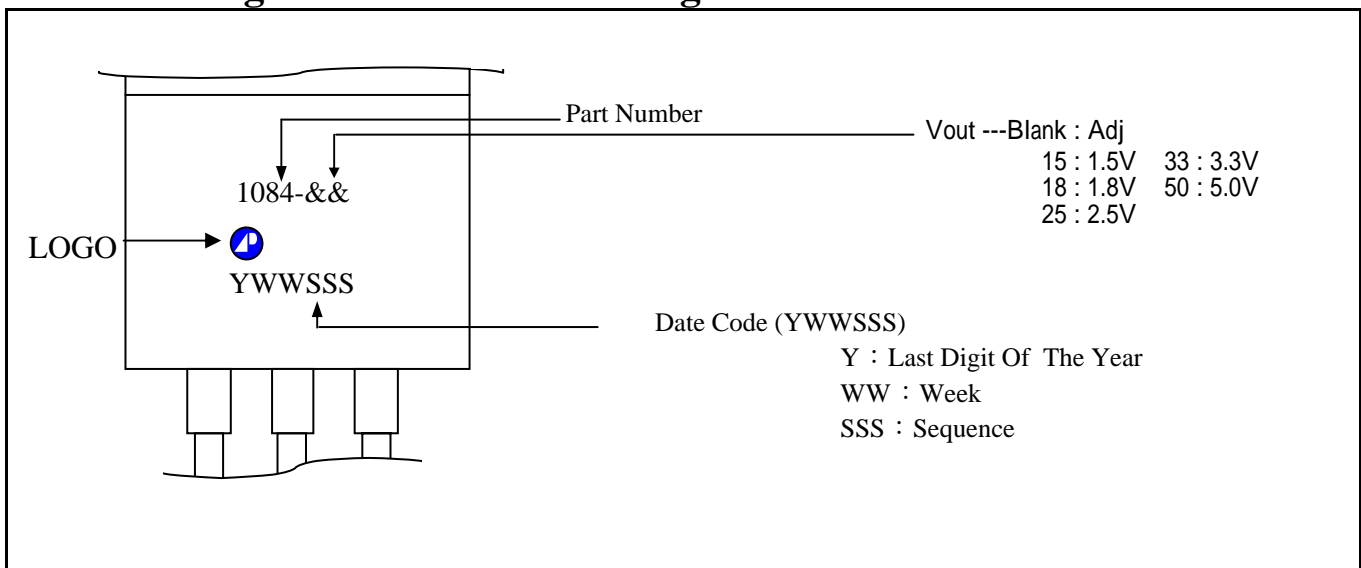 Part Number
Vout ---Blank : Adj
15 : 1.5V 33 : 3.3V
18 : 1.8V 50 : 5.0V
25 : 2.5V
1084-&&
LOGO
YWWSSS
Date Code (YWWSSS)
Y：Last Digit Of The Year
WW：Week
SSS：Sequence